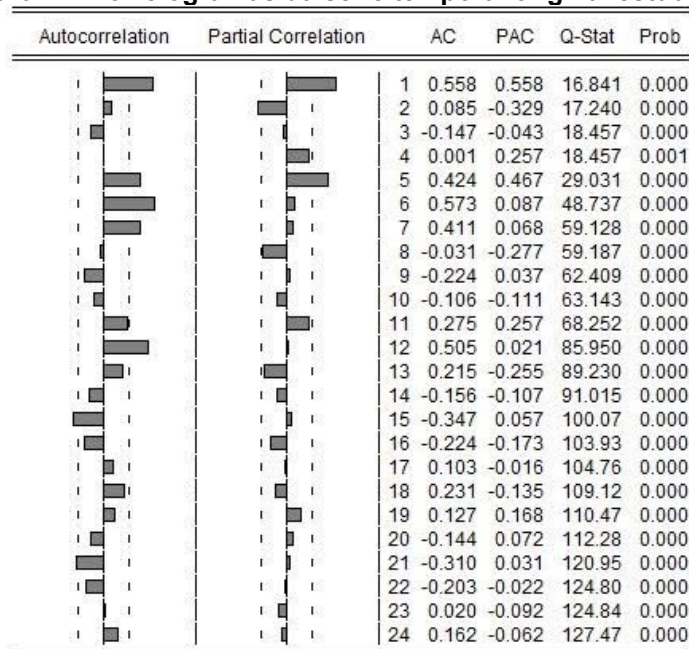 Autocorrelation Partial Correlation AC PAC Q-Stat Prob
1 0.558 0.558 16.841 0.000
2 0.085 -0.329 17.240 0.000
3 -0.147 -0.043 18.457 0.000
4 0.001 0.257 18.457 0.001
5 0.424 0.467 29.031 0.000
6 0.573 0.087 48.737 0.000
7 0.411 0.068 59.128 0.000
8 -0.031 -0.277 59.187 0.000
9 -0.224 0.037 62.409 0.000
10 -0.106 -0.111 63.143 0.000
11 0.275 0.257 68.252 0.000
12 0.505 0.021 85.950 0.000
13 0.215 -0.255 89.230 0.000
14 -0.156 -0.107 91.015 0.000
15 -0.347 0.057 100.07 0.000
16 -0.224 -0.173 103.93 0.000
17 0.103 -0.016 104.76 0.000
18 0.231 -0.135 109.12 0.000
19 0.127 0.168 110.47 0.000
20 -0.144 0.072 112.28 0.000
21 -0.310 0.031 120.95 0.000
22 -0.203 -0.022 124.80 0.000
23 0.020 -0.092 124.84 0.000
24 0.162 -0.062 127.47 0.000